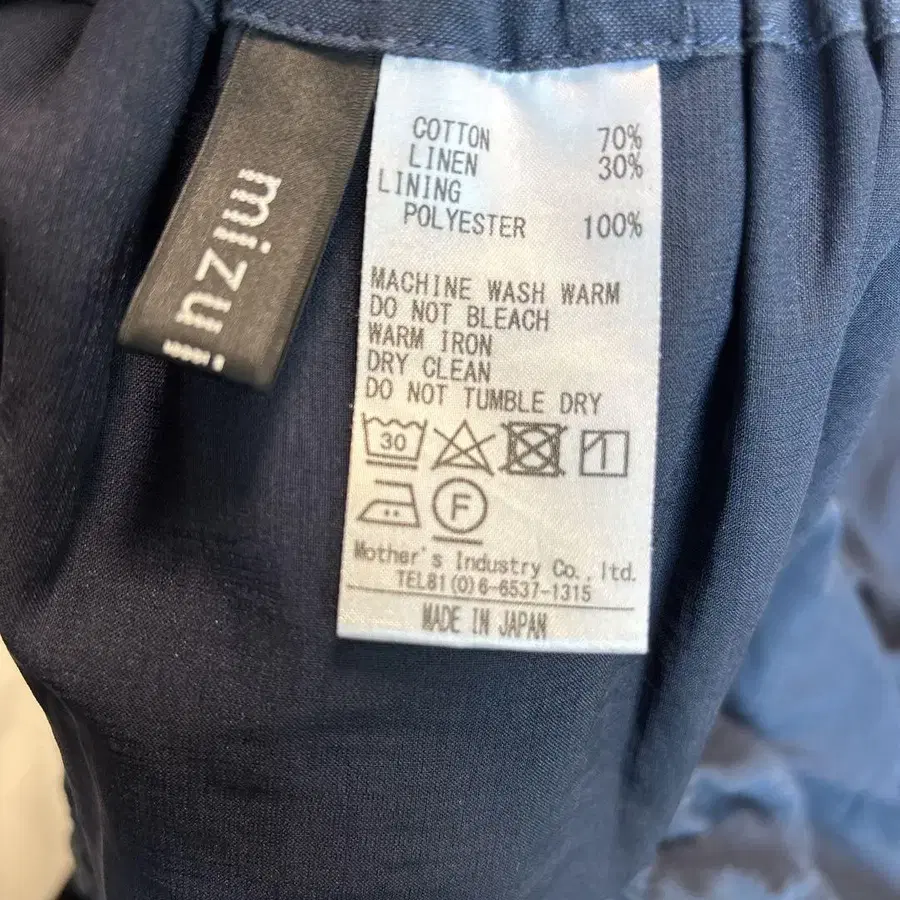 mizu
COTTON 70%
LINEN 30%
LINING
POLYESTER 100%
MACHINE WASH WARM
DO NOT BLEACH
WARM IRON
DRY CLEAN
DO NOT TUMBLE DRY
30
F
Mother's Industry Co., ltd.
TEL81(0)6-6537-1315
MADE IN JAPAN